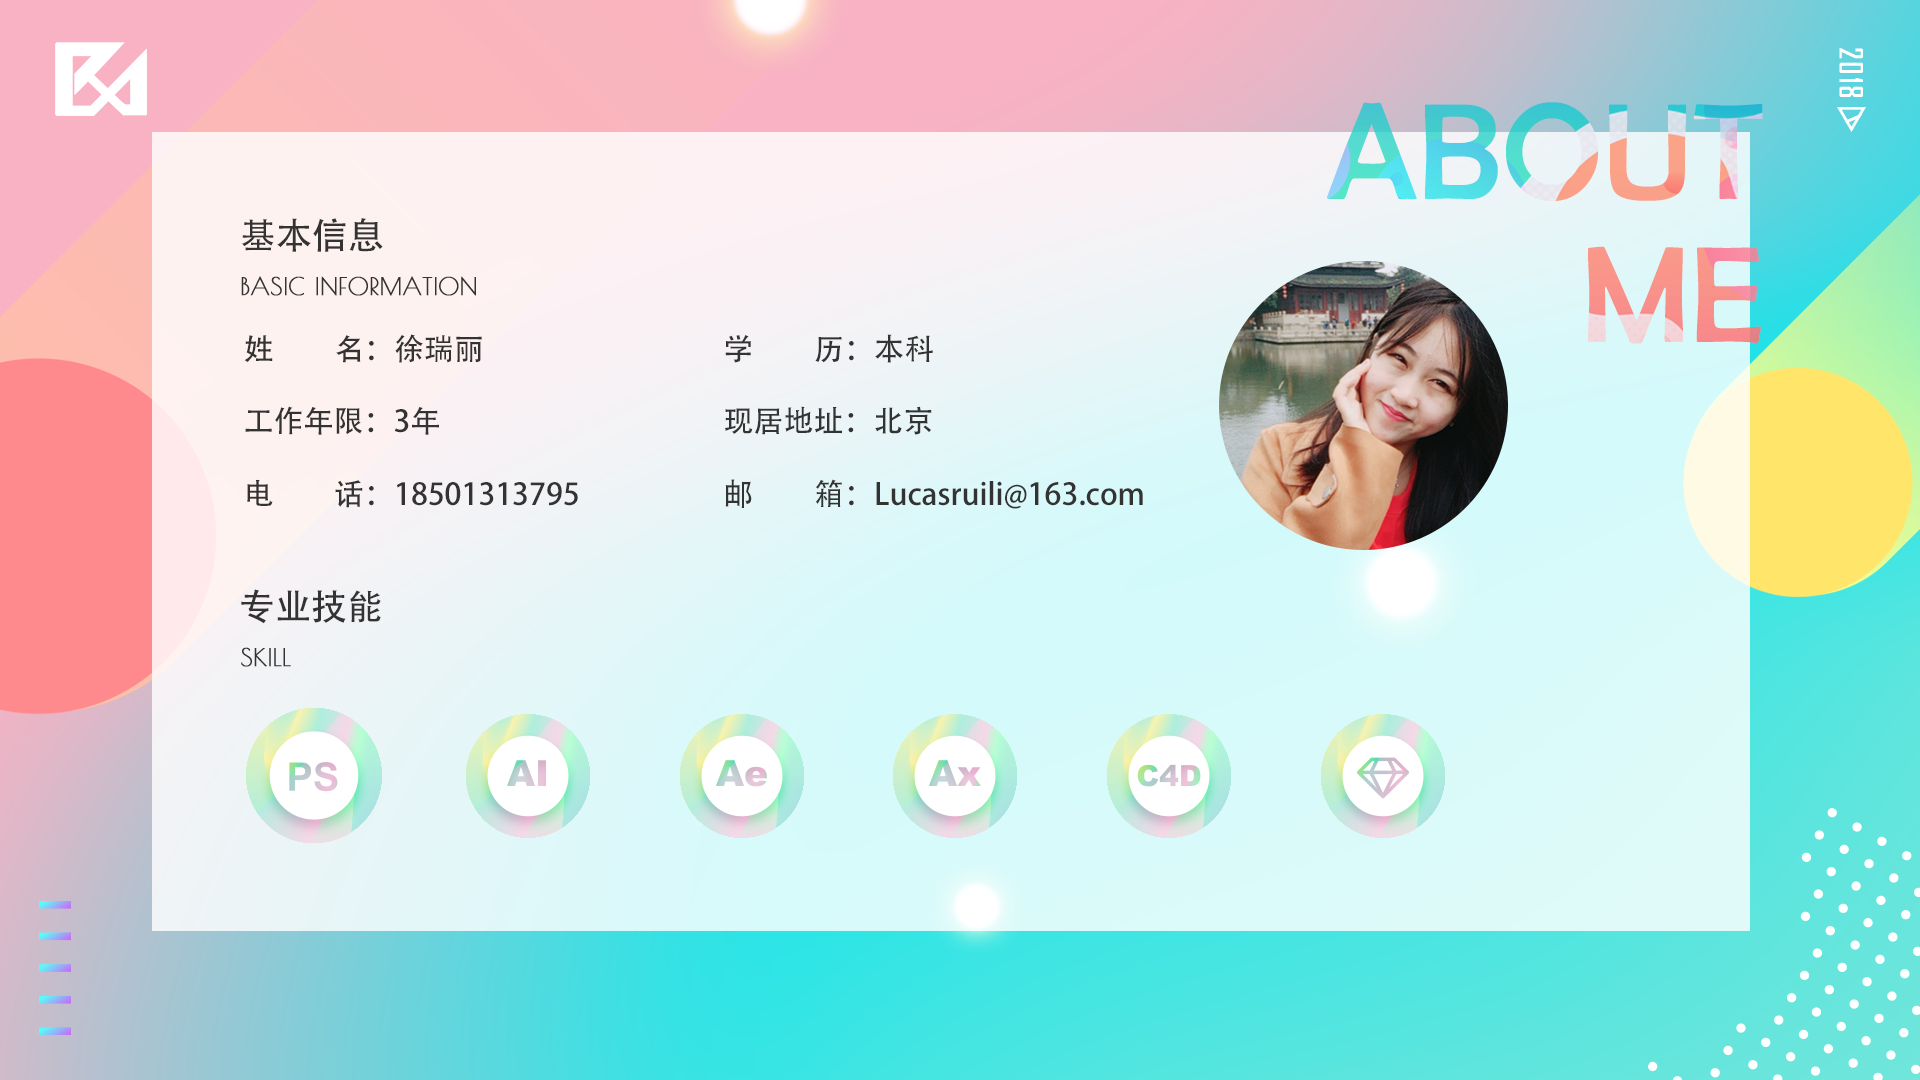 2018
ABOUT
ME
基本信息
BASIC INFORMATION
姓 名：徐瑞丽
学 历：本科
工作年限：3年
现居地址：北京
电 话：18501313795
邮 箱：Lucasruili@163.com
专业技能
SKILL
PS
AI
Ae
Ax
C4D